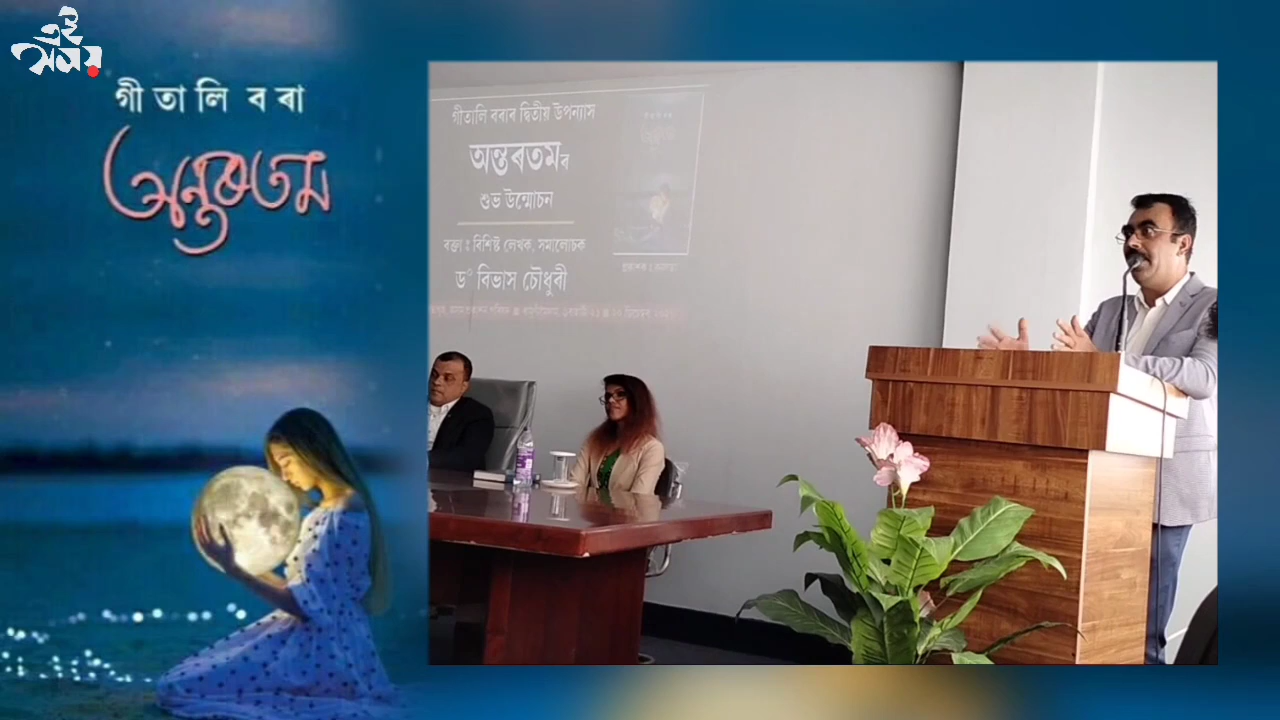 এই
সময়
গীতালি বৰা
অন্তৰতম
গীতালি বৰাৰ দ্বিতীয় উপন্যাস
অন্তৰতমৰ
শুভ উন্মোচন
বক্তা ঃ বিশিষ্ট লেখক, সমালোচক
ড° বিভাস চৌধুৰী